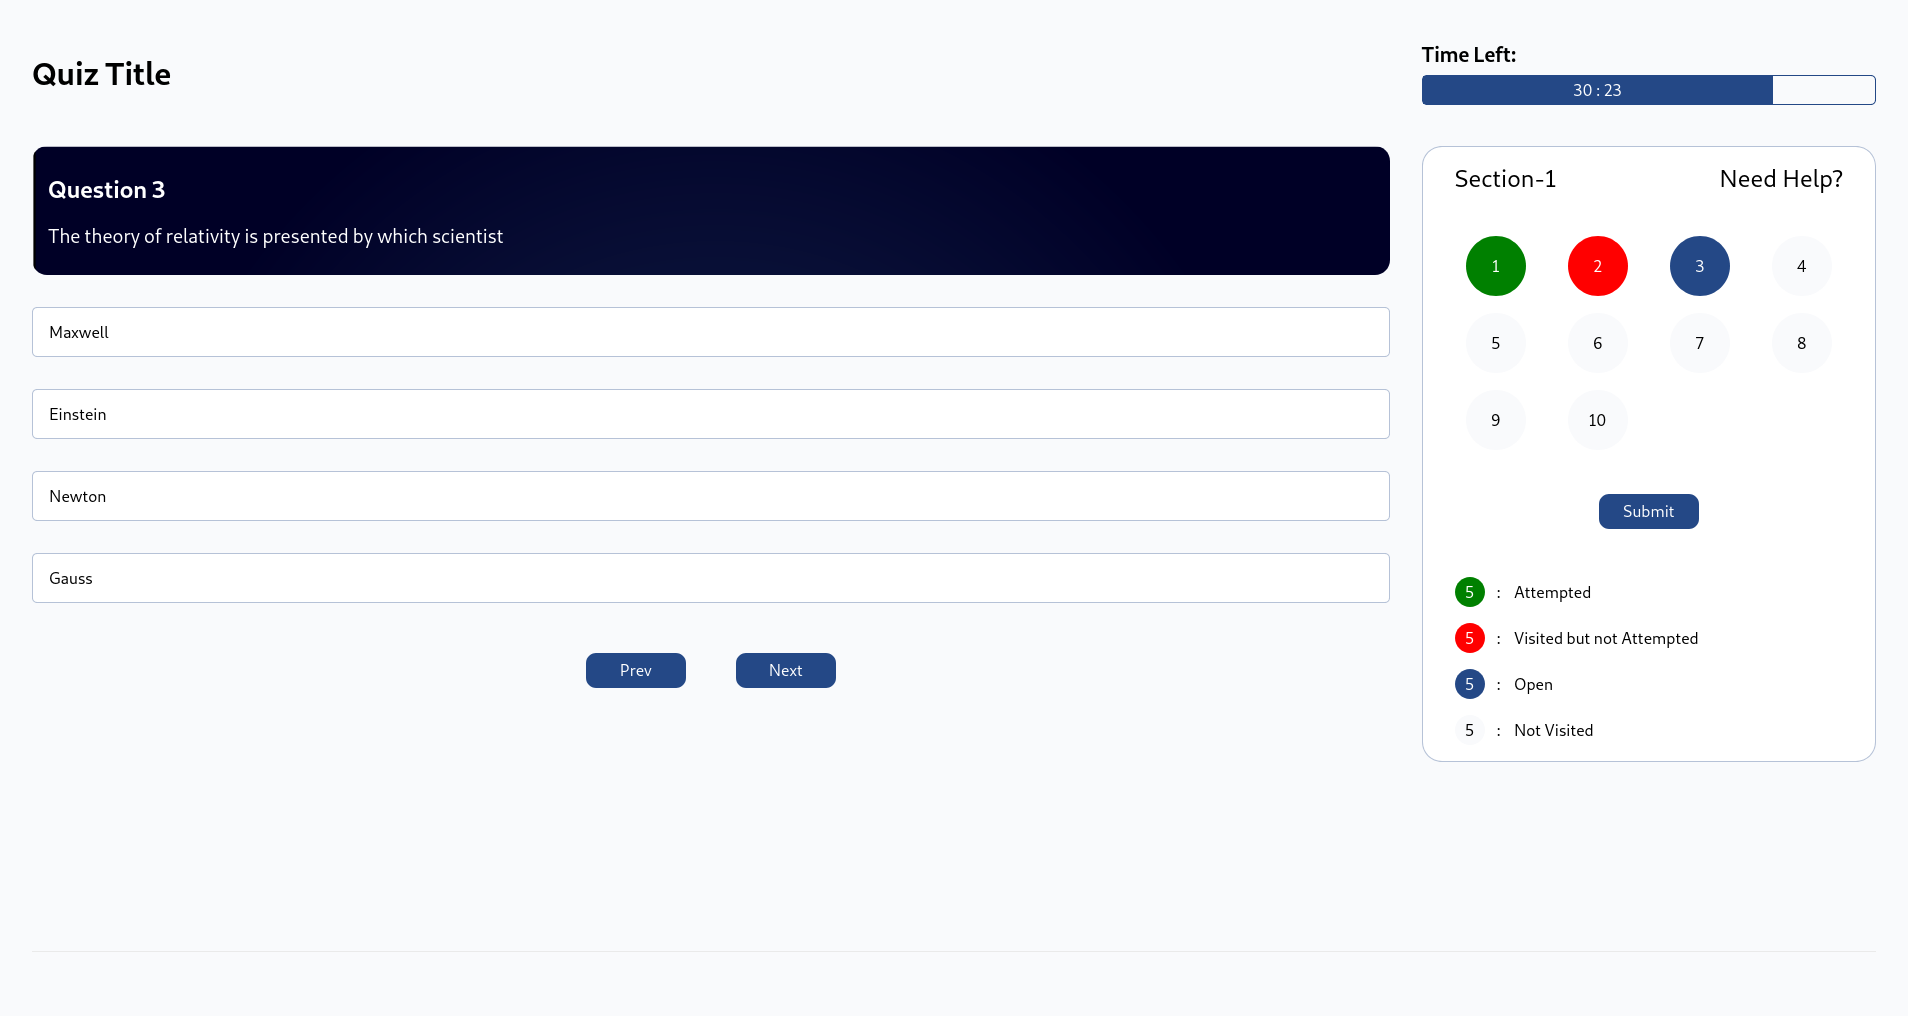 Quiz Title
Time Left:
30 : 23
Question 3
The theory of relativity is presented by which scientist
Maxwell
Einstein
Newton
Gauss
Prev Next
Section-1 Need Help?
1 2 3 4
5 6 7 8
9 10
Submit
5 : Attempted
5 : Visited but not Attempted
5 : Open
5 : Not Visited